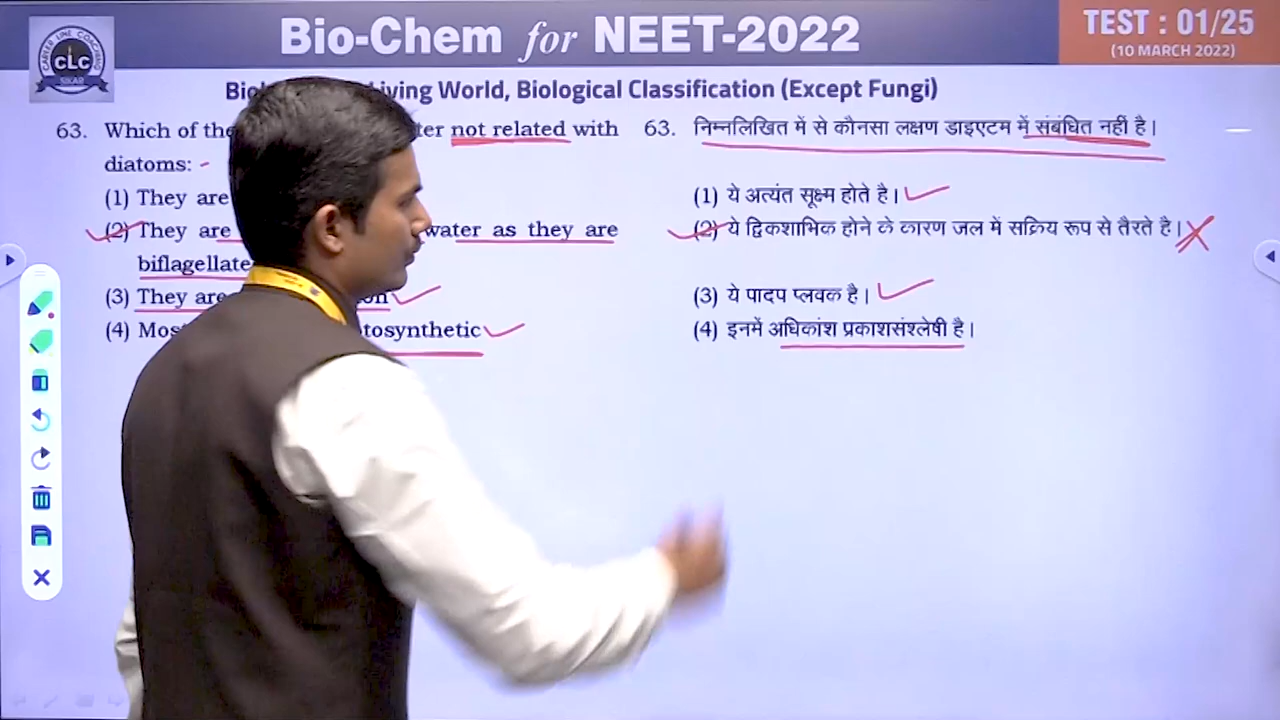 Bio-Chem for NEET-2022
TEST : 01/25
(10 MARCH 2022)
CAREER LINE COACHING
CLC
SIKAR
Living World, Biological Classification (Except Fungi)
63. Which of the not related with
diatoms: -
(1) They are
(2) They are water as they are
biflagellate
(3) They are
(4) Most
63. निम्नलिखित में से कौनसा लक्षण डाइएटम में संबंधित नहीं है।
(1) ये अत्यंत सूक्ष्म होते है।
(2) ये द्विकशाभिक होने के कारण जल में सक्रिय रूप से तैरते है।
(3) ये पादप प्लवक है।
(4) इनमें अधिकांश प्रकाशसंश्लेषी है।